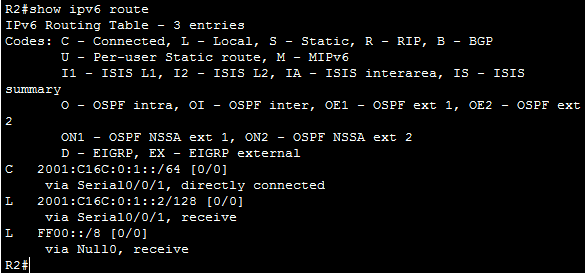 R2#show ipv6 route
IPv6 Routing Table - 3 entries
Codes: C - Connected, L - Local, S - Static, R - RIP, B - BGP
U - Per-user Static route, M - MIPv6
I1 - ISIS L1, I2 - ISIS L2, IA - ISIS interarea, IS - ISIS
summary
O - OSPF intra, OI - OSPF inter, OE1 - OSPF ext 1, OE2 - OSPF ext
2
ON1 - OSPF NSSA ext 1, ON2 - OSPF NSSA ext 2
D - EIGRP, EX - EIGRP external
C 2001:C16C:0:1::/64 [0/0]
via Serial0/0/1, directly connected
L 2001:C16C:0:1::2/128 [0/0]
via Serial0/0/1, receive
L FF00::/8 [0/0]
via Null0, receive
R2#